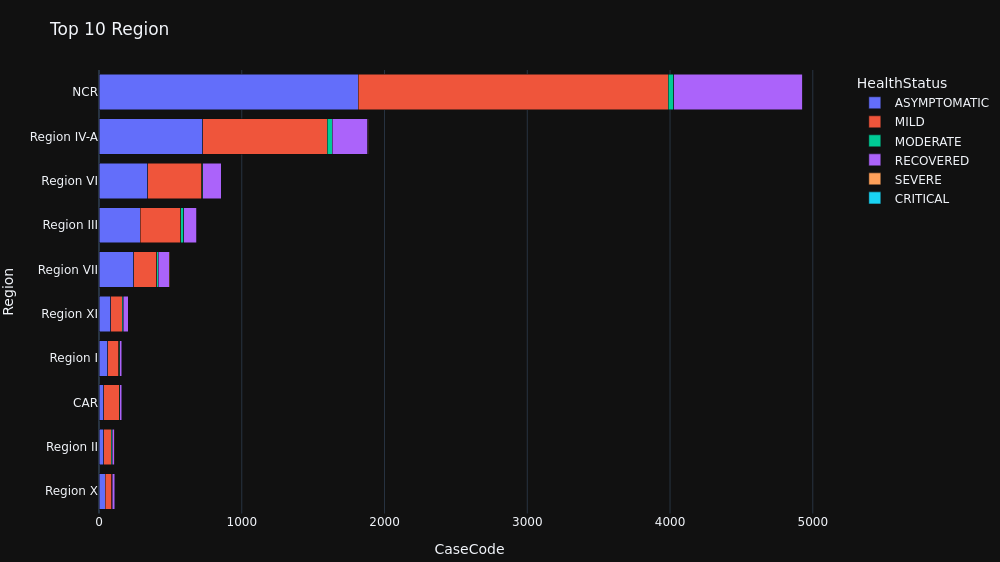 Top 10 Region
NCR
Region IV-A
Region VI
Region III
Region VII
Region XI
Region I
CAR
Region II
Region X
Region
0 1000 2000 3000 4000 5000
CaseCode
HealthStatus
ASYMPTOMATIC
MILD
MODERATE
RECOVERED
SEVERE
CRITICAL